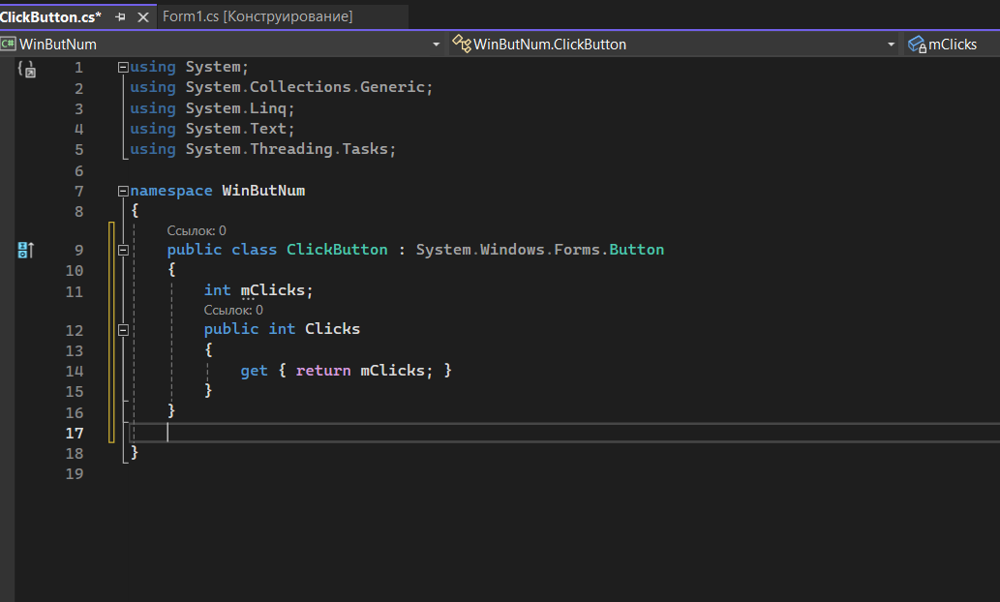 ClickButton.cs* Form1.cs [Конструирование]
C# WinButNum WinButNum.ClickButton mClicks
1 using System;
2 using System.Collections.Generic;
3 using System.Linq;
4 using System.Text;
5 using System.Threading.Tasks;
6
7 namespace WinButNum
8 {
Ссылок: 0
9 public class ClickButton : System.Windows.Forms.Button
10 {
11 int mClicks;
Ссылок: 0
12 public int Clicks
13 {
14 get { return mClicks; }
15 }
16 }
17
18 }
19